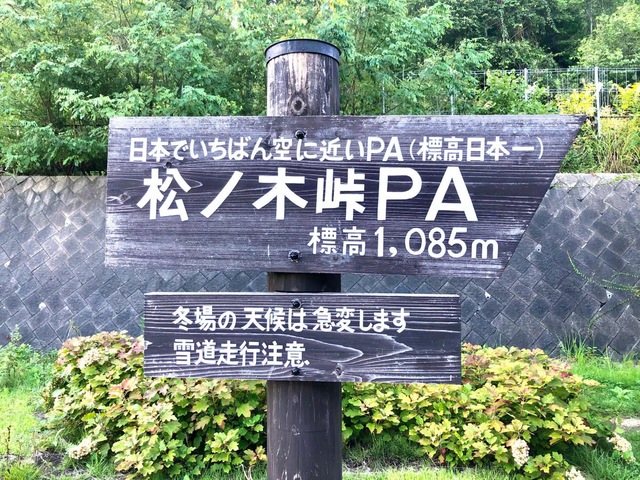 日本でいちばん空に近いPA(標高日本一)
松ノ木峠PA
標高1,085m
冬場の天候は急変します
雪道走行注意